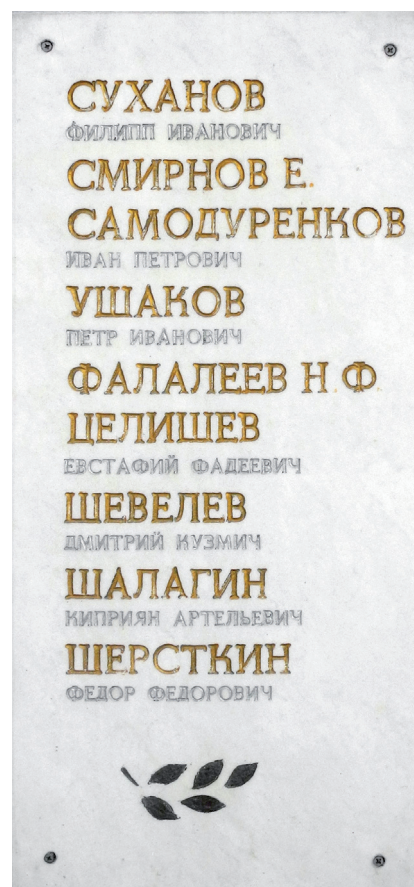 СУХАНОВ
ФИЛИПП ИВАНОВИЧ
СМИРНОВ Е.
САМОДУРЕНКОВ
ИВАН ПЕТРОВИЧ
УШАКОВ
ПЕТР ИВАНОВИЧ
ФАЛАЛЕЕВ Н.Ф.
ЦЕЛИШЕВ
ЕВСТАФИЙ ФАДЕЕВИЧ
ШЕВЕЛЕВ
ДМИТРИЙ КУЗМИЧ
ШАЛАГИН
КИПРИЯН АРТЕЛЬЕВИЧ
ШЕРСТКИН
ФЕДОР ФЕДОРОВИЧ